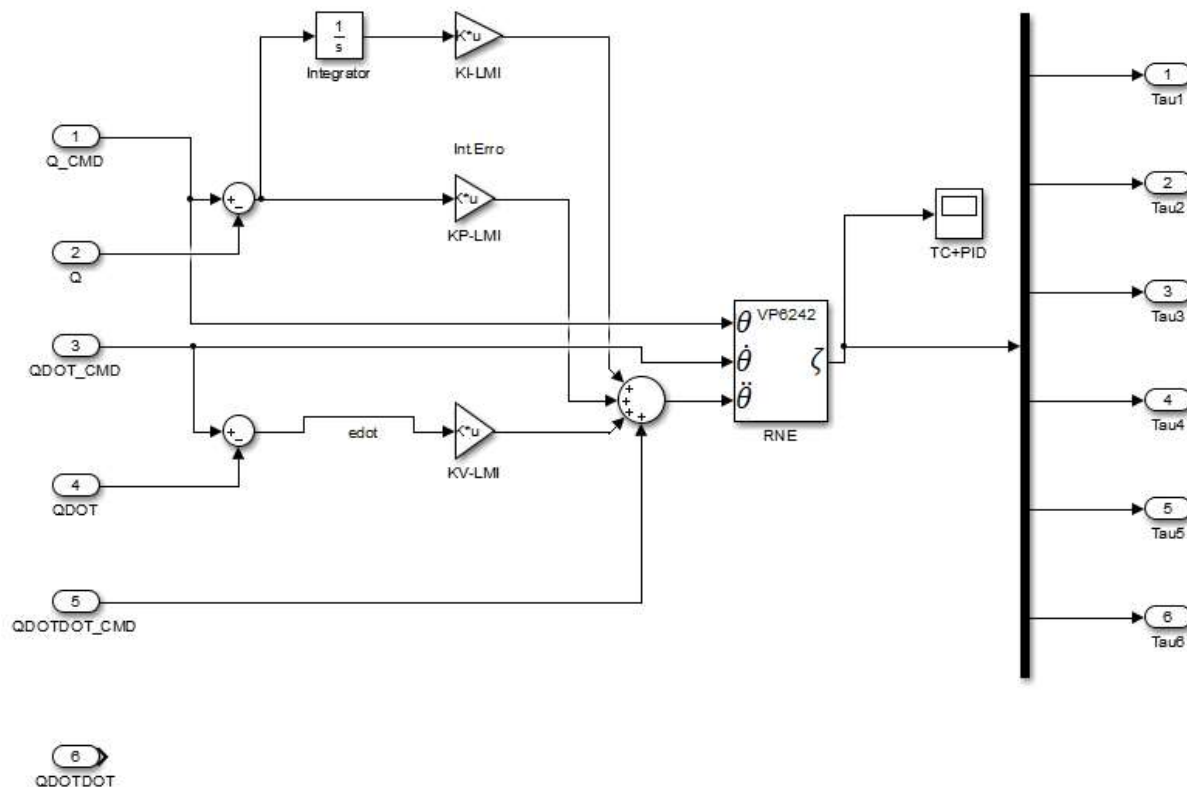 1
s
Integrator
K*u
KI-LMI
1
Tau1
1
Q_CMD
Int.Erro
+
−
K*u
KP-LMI
2
Tau2
2
Q
TC+PID
3
Tau3
VP6242
θ
θ̇
θ̈
ζ
RNE
3
QDOT_CMD
+
+
+
+
4
Tau4
+
−
edot
K*u
KV-LMI
4
QDOT
5
Tau5
5
QDOTDOT_CMD
6
Tau6
6
QDOTDOT